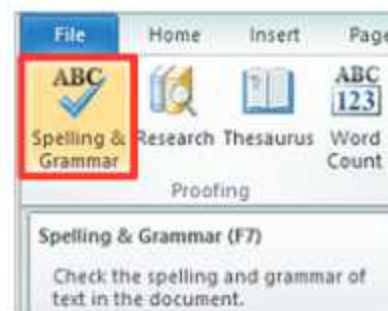 File Home Insert Page
ABC ABC
123
Spelling & Research Thesaurus Word
Grammar Count
Proofing
Spelling & Grammar (F7)
Check the spelling and grammar of
text in the document.